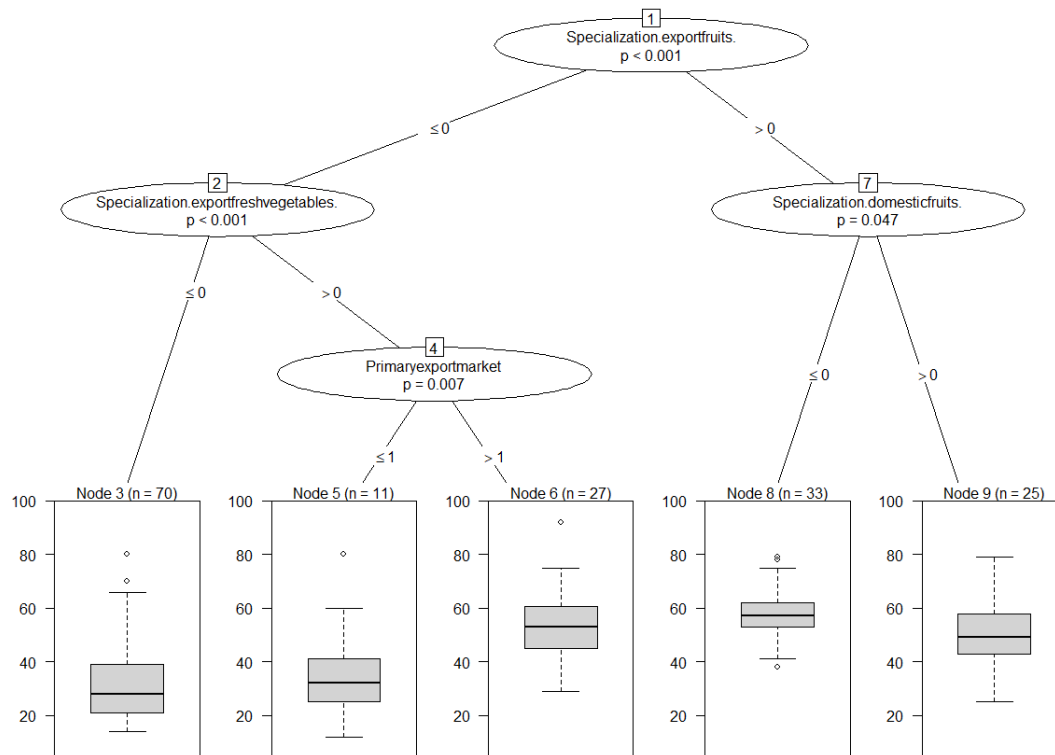 1
Specialization.exportfruits.
p < 0.001
≤ 0
> 0
2
Specialization.exportfreshvegetables.
p < 0.001
7
Specialization.domesticfruits.
p = 0.047
≤ 0
> 0
4
Primaryexportmarket
p = 0.007
≤ 0
> 0
≤ 1
> 1
Node 3 (n = 70)
100
80
60
40
20
Node 5 (n = 11)
100
80
60
40
20
Node 6 (n = 27)
100
80
60
40
20
Node 8 (n = 33)
100
80
60
40
20
Node 9 (n = 25)
100
80
60
40
20